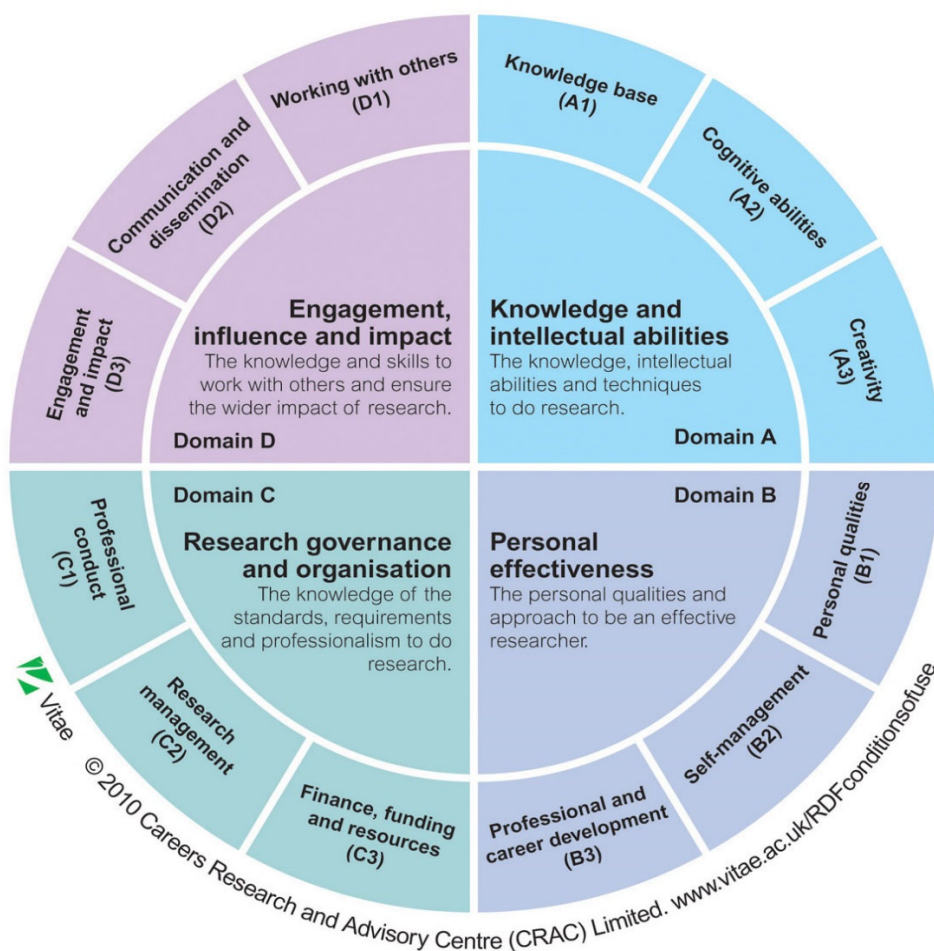 Working with others
(D1)
Knowledge base
(A1)
Communication and
dissemination
(D2)
Cognitive abilities
(A2)
Engagement
and impact
(D3)
Creativity
(A3)
Engagement,
influence and impact
The knowledge and skills to
work with others and ensure
the wider impact of research.
Domain D
Knowledge and
intellectual abilities
The knowledge, intellectual
abilities and techniques
to do research.
Domain A
Domain C
Research governance
and organisation
The knowledge of the
standards, requirements
and professionalism to do
research.
Domain B
Personal
effectiveness
The personal qualities and
approach to be an effective
researcher.
Professional
conduct
(C1)
Personal qualities
(B1)
Research
management
(C2)
Self-management
(B2)
Finance, funding
and resources
(C3)
Professional and
career development
(B3)
Vitae © 2010 Careers Research and Advisory Centre (CRAC) Limited. www.vitae.ac.uk/RDFconditionsofuse